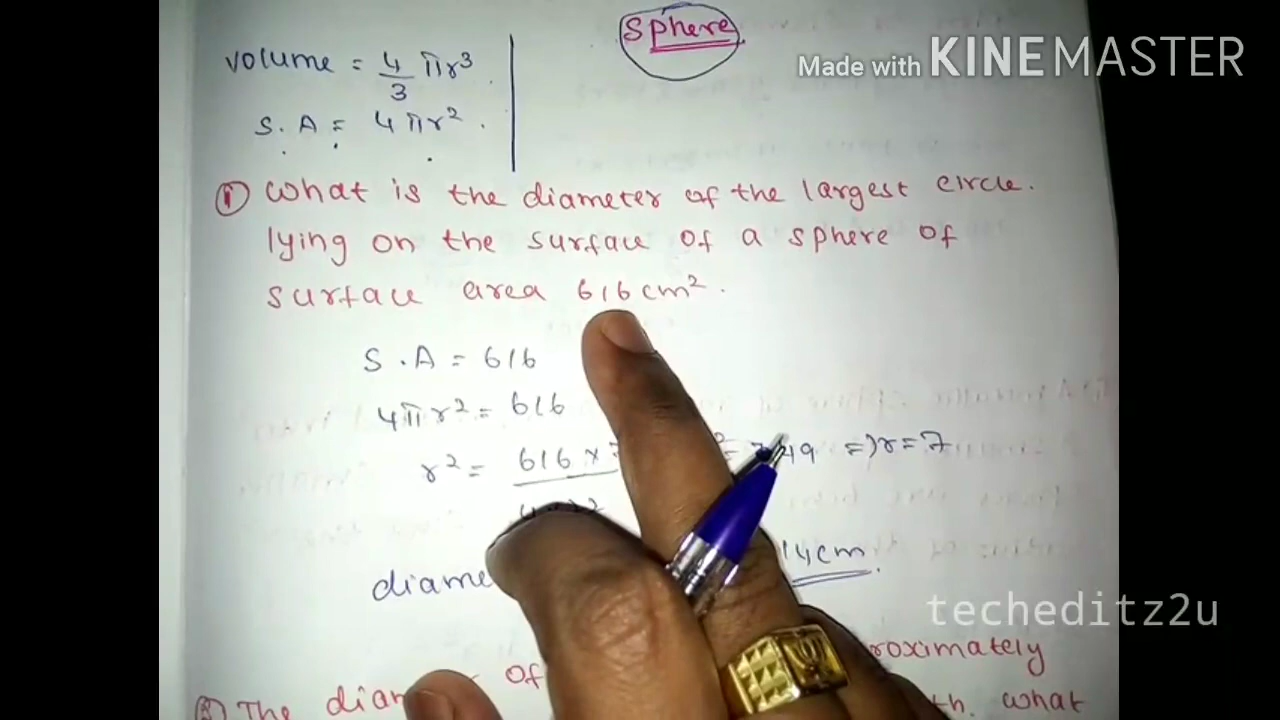 Sphere
Made with KINEMASTER
volume = 4/3 πr³
S.A = 4πr².
① What is the diameter of the largest circle.
lying on the surface of a sphere of
surface area 616 cm².
S.A = 616
4πr² = 616
r² = 616 × 49 => r = 7
14cm
techeditz2u
Of roximately
The what